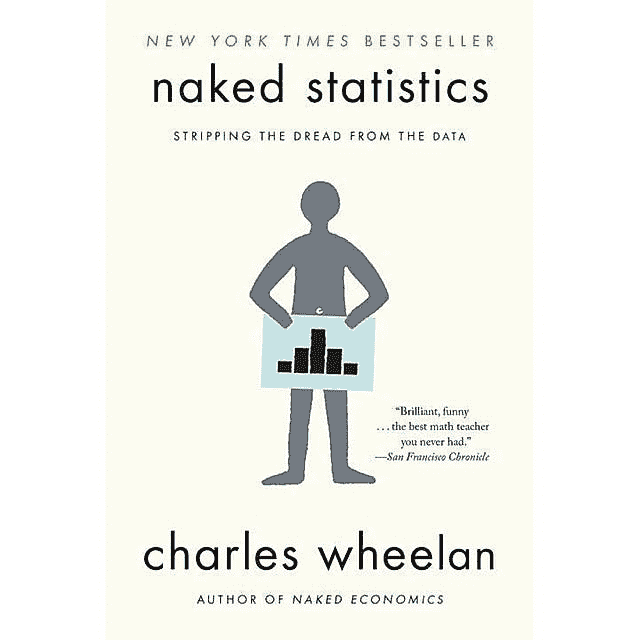 NEW YORK TIMES BESTSELLER
naked statistics
STRIPPING THE DREAD FROM THE DATA
“Brilliant, funny
. . . the best math teacher
you never had.”
—San Francisco Chronicle
charles wheelan
AUTHOR OF NAKED ECONOMICS